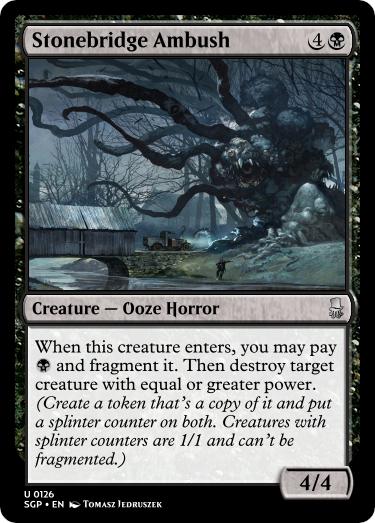 Stonebridge Ambush 4
Creature — Ooze Horror
When this creature enters, you may pay
and fragment it. Then destroy target
creature with equal or greater power.
(Create a token that's a copy of it and put
a splinter counter on both. Creatures with
splinter counters are 1/1 and can't be
fragmented.)
4/4
U 0126
SGP • EN Tomasz Jedruszek